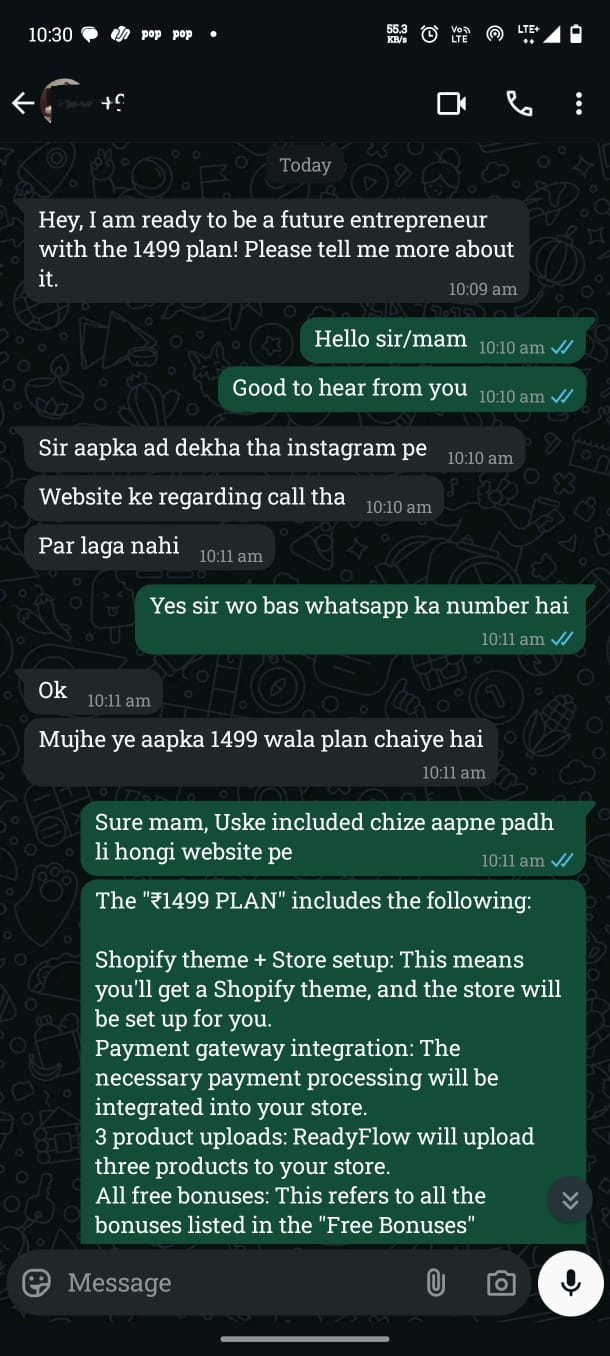 10:30 pop pop 55.3 KB/s Vo LTE LTE+
Today
Hey, I am ready to be a future entrepreneur
with the 1499 plan! Please tell me more about
it.
10:09 am
Hello sir/mam 10:10 am
Good to hear from you 10:10 am
Sir aapka ad dekha tha instagram pe 10:10 am
Website ke regarding call tha 10:10 am
Par laga nahi 10:11 am
Yes sir wo bas whatsapp ka number hai
10:11 am
Ok 10:11 am
Mujhe ye aapka 1499 wala plan chaiye hai
10:11 am
Sure mam, Uske included chize aapne padh
li hongi website pe 10:11 am
The "₹1499 PLAN" includes the following:
Shopify theme + Store setup: This means
you'll get a Shopify theme, and the store will
be set up for you.
Payment gateway integration: The
necessary payment processing will be
integrated into your store.
3 product uploads: ReadyFlow will upload
three products to your store.
All free bonuses: This refers to all the
bonuses listed in the "Free Bonuses"
Message